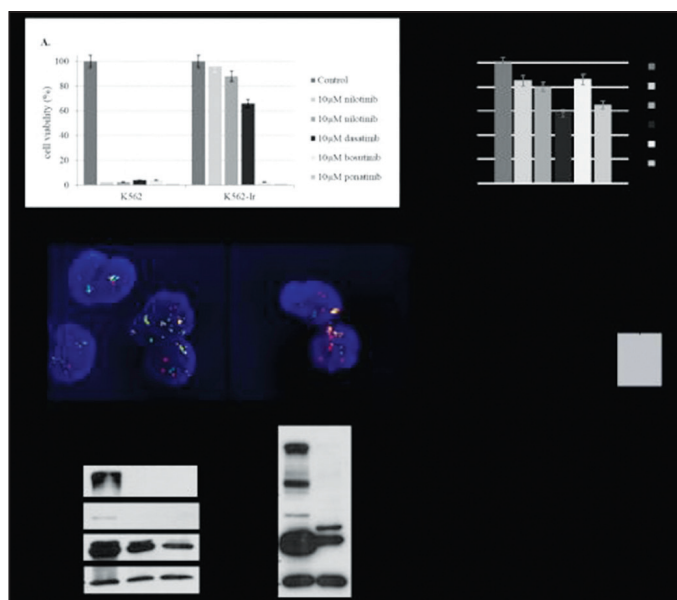 A.
100
80
60
40
20
0
cell viability (%)
K562
K562-Ir
Control
10µM nilotinib
10µM nilotinib
10µM dasatinib
10µM bosutinib
10µM ponatinib